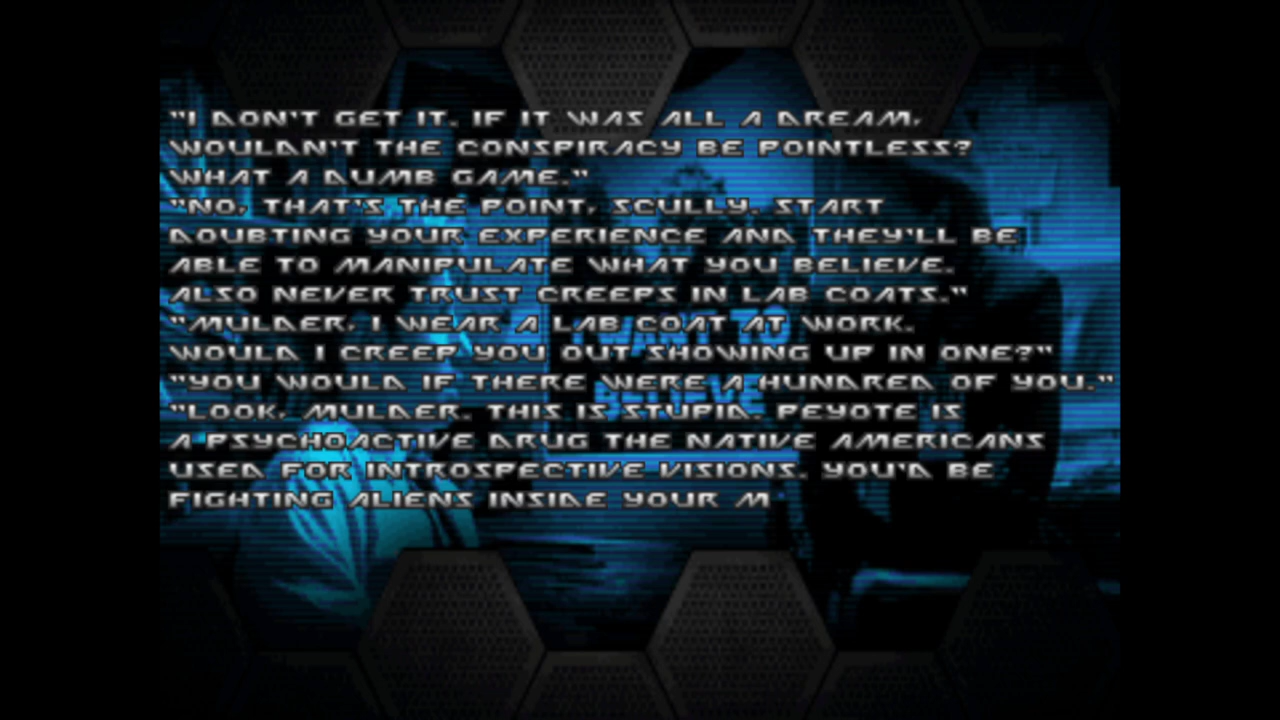 "I DON'T GET IT. IF IT WAS ALL A DREAM,
WOULDN'T THE CONSPIRACY BE POINTLESS?
WHAT A DUMB GAME."
"NO, THAT'S THE POINT, SCULLY. START
DOUBTING YOUR EXPERIENCE AND THEY'LL BE
ABLE TO MANIPULATE WHAT YOU BELIEVE.
ALSO NEVER TRUST CREEPS IN LAB COATS."
"MULDER, I WEAR A LAB COAT AT WORK.
WOULD I CREEP YOU OUT SHOWING UP IN ONE?"
"YOU WOULD IF THERE WERE A HUNDRED OF YOU."
"LOOK, MULDER. THIS IS STUPID. PEYOTE IS
A PSYCHOACTIVE DRUG THE NATIVE AMERICANS
USED FOR INTROSPECTIVE VISIONS. YOU'D BE
FIGHTING ALIENS INSIDE YOUR M
I WANT TO
BELIEVE